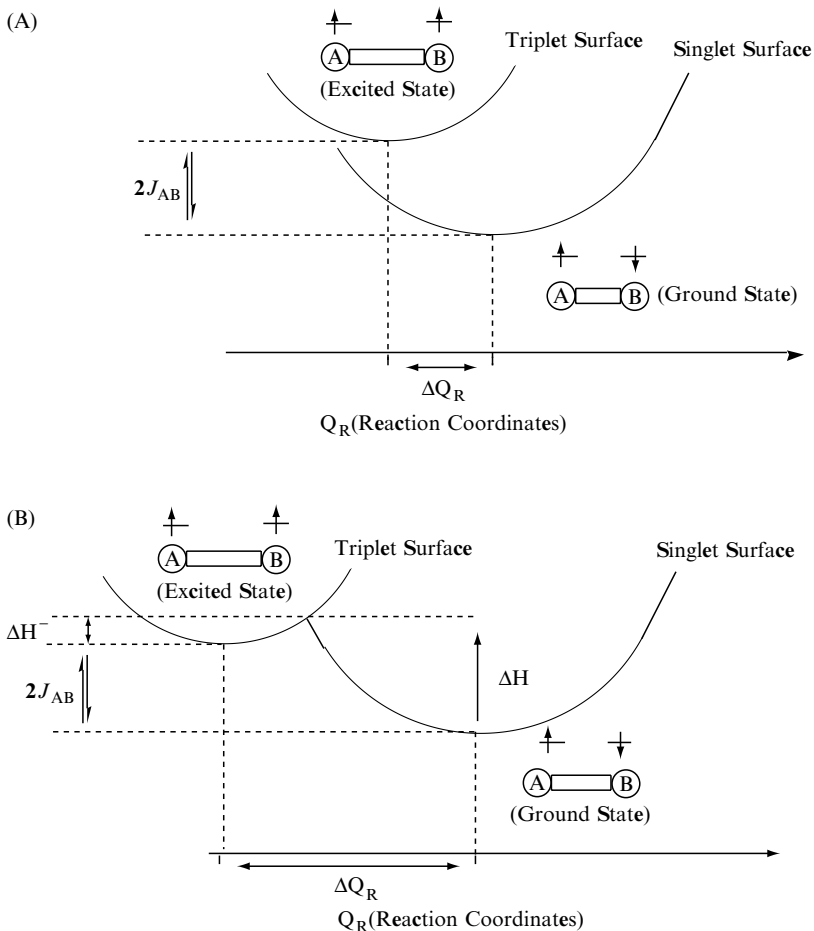 (A)
Triplet Surface
Singlet Surface
A B
(Excited State)
2J_AB
A B (Ground State)
ΔQ_R
Q_R(Reaction Coordinates)
(B)
Triplet Surface
Singlet Surface
A B
(Excited State)
ΔH⁻
2J_AB
ΔH
A B
(Ground State)
ΔQ_R
Q_R(Reaction Coordinates)